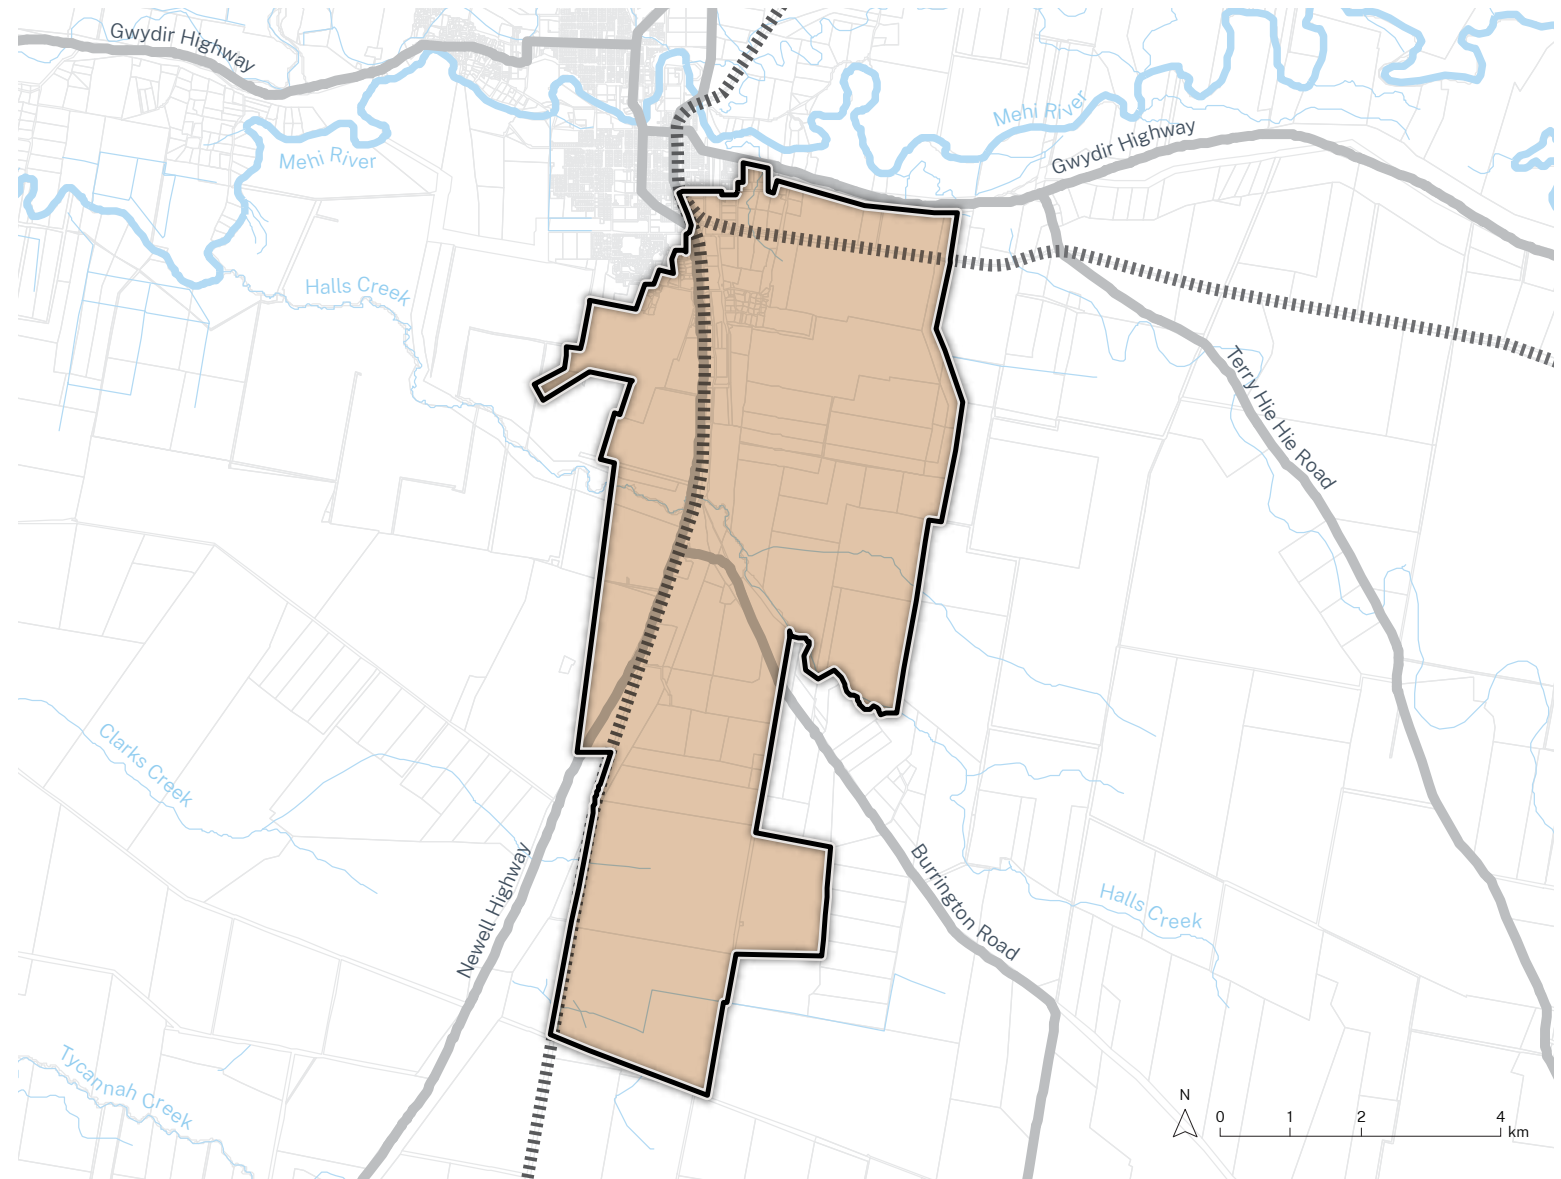 Gwydir Highway
Mehi River
Mehi River
Gwydir Highway
Halls Creek
Terry Hie Hie Road
Clarks Creek
Newell Highway
Burrington Road
Halls Creek
Tycannah Creek
N
0 1 2 4
km